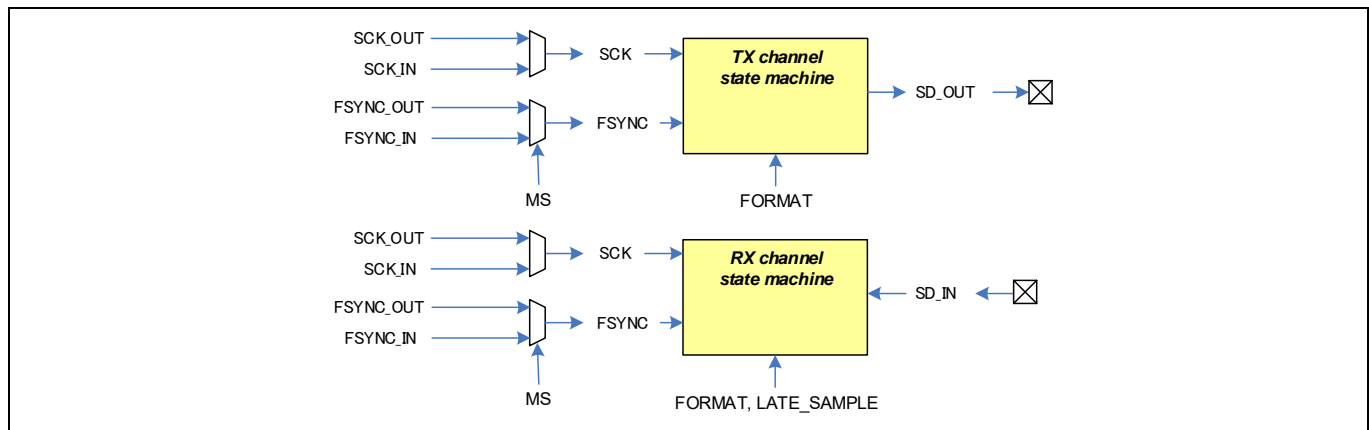 SCK_OUT
SCK_IN
SCK
FSYNC_OUT
FSYNC_IN
FSYNC
MS
TX channel
state machine
SD_OUT
FORMAT
SCK_OUT
SCK_IN
SCK
FSYNC_OUT
FSYNC_IN
FSYNC
MS
RX channel
state machine
SD_IN
FORMAT, LATE_SAMPLE